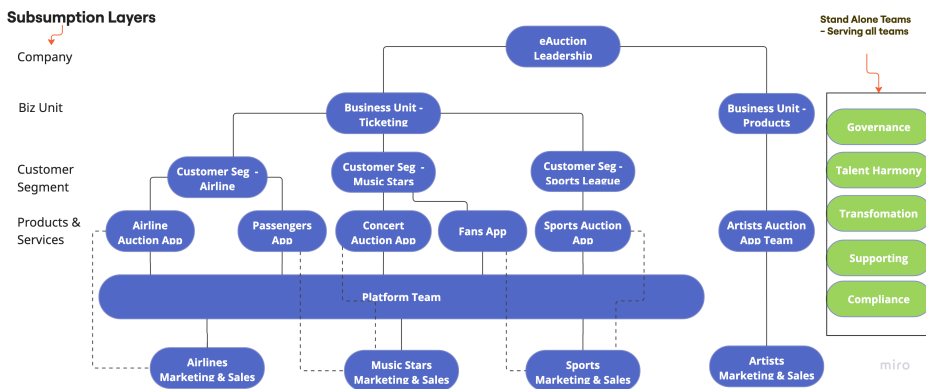 Subsumption Layers
Stand Alone Teams
- Serving all teams
Company
eAuction
Leadership
Biz Unit
Business Unit -
Ticketing
Business Unit -
Products
Governance
Customer
Segment
Customer Seg -
Airline
Customer Seg -
Music Stars
Customer Seg -
Sports League
Talent Harmony
Products &
Services
Airline
Auction App
Passengers
App
Concert
Auction App
Fans App
Sports Auction
App
Artists Auction
App Team
Transfomation
Supporting
Platform Team
Compliance
Airlines
Marketing & Sales
Music Stars
Marketing & Sales
Sports
Marketing & Sales
Artists
Marketing & Sales
miro